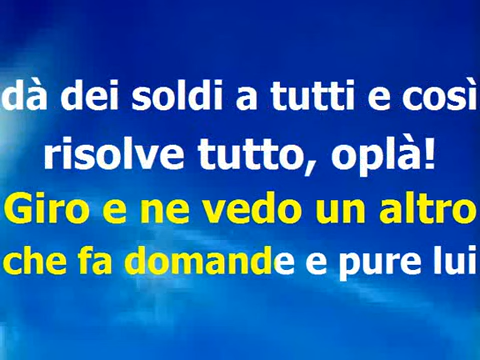 dà dei soldi a tutti e così
risolve tutto, oplà!
Giro e ne vedo un altro
che fa domande e pure lui